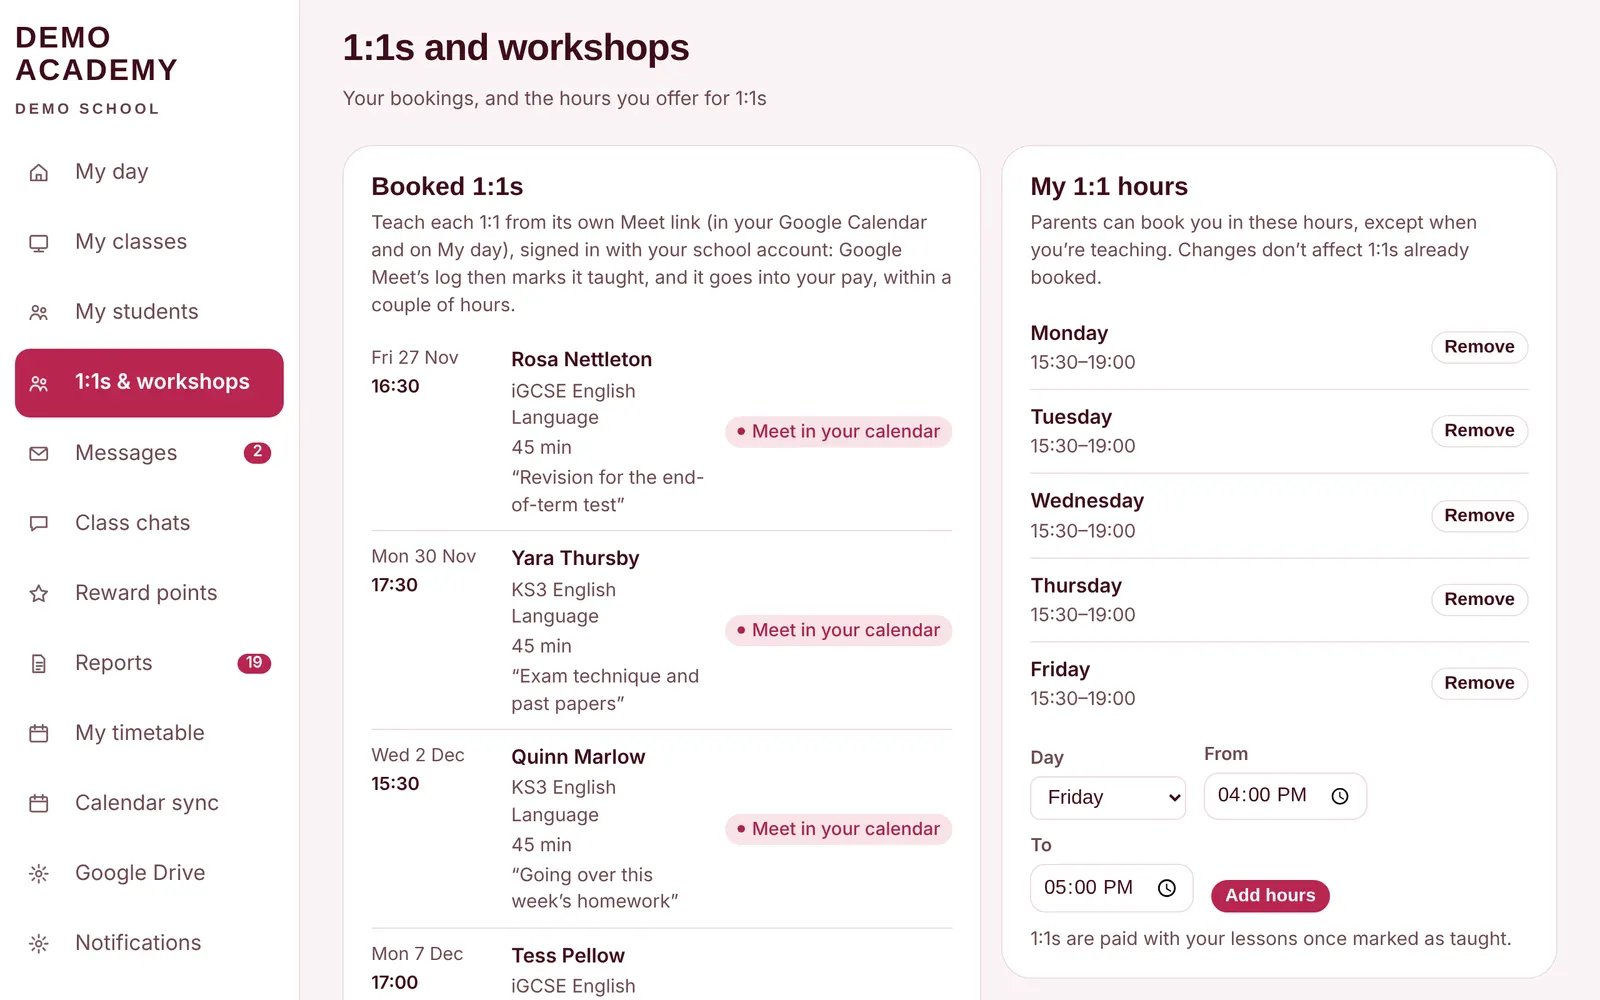 DEMO
ACADEMY
DEMO SCHOOL
My day
My classes
My students
1:1s & workshops
Messages
2
Class chats
Reward points
Reports
19
My timetable
Calendar sync
Google Drive
Notifications
1:1s and workshops
Your bookings, and the hours you offer for 1:1s
Booked 1:1s
Teach each 1:1 from its own Meet link (in your Google Calendar
and on My day), signed in with your school account: Google
Meet’s log then marks it taught, and it goes into your pay, within a
couple of hours.
Fri 27 Nov
16:30
Rosa Nettleton
iGCSE English
Language
45 min
“Revision for the end-
of-term test”
Meet in your calendar
Mon 30 Nov
17:30
Yara Thursby
KS3 English
Language
45 min
“Exam technique and
past papers”
Meet in your calendar
Wed 2 Dec
15:30
Quinn Marlow
KS3 English
Language
45 min
“Going over this
week’s homework”
Meet in your calendar
Mon 7 Dec
17:00
Tess Pellow
iGCSE English
My 1:1 hours
Parents can book you in these hours, except when
you’re teaching. Changes don’t affect 1:1s already
booked.
Monday
15:30–19:00
Remove
Tuesday
15:30–19:00
Remove
Wednesday
15:30–19:00
Remove
Thursday
15:30–19:00
Remove
Friday
15:30–19:00
Remove
Day
Friday
From
04:00 PM
To
05:00 PM
Add hours
1:1s are paid with your lessons once marked as taught.